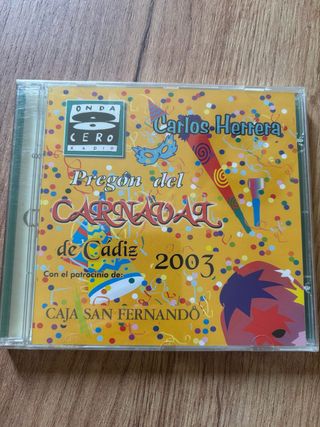 ONDA
CERO
RADIO
Carlos Herrera
Pregón del
CARNAVAL
de Cádiz 2003
Con el patrocinio de:
CAJA SAN FERNANDO